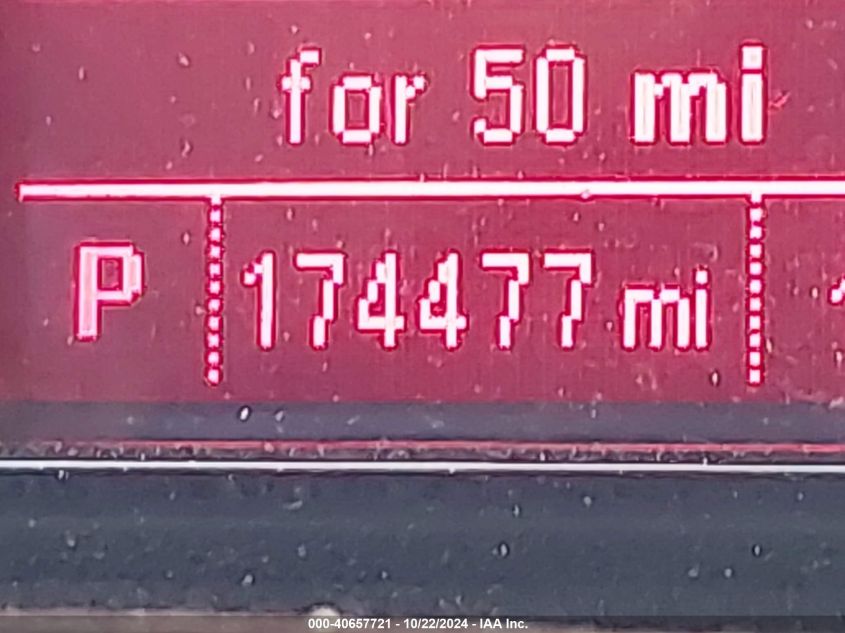 for 50 mi
P 174477 mi
000-40657721 - 10/22/2024 - IAA Inc.